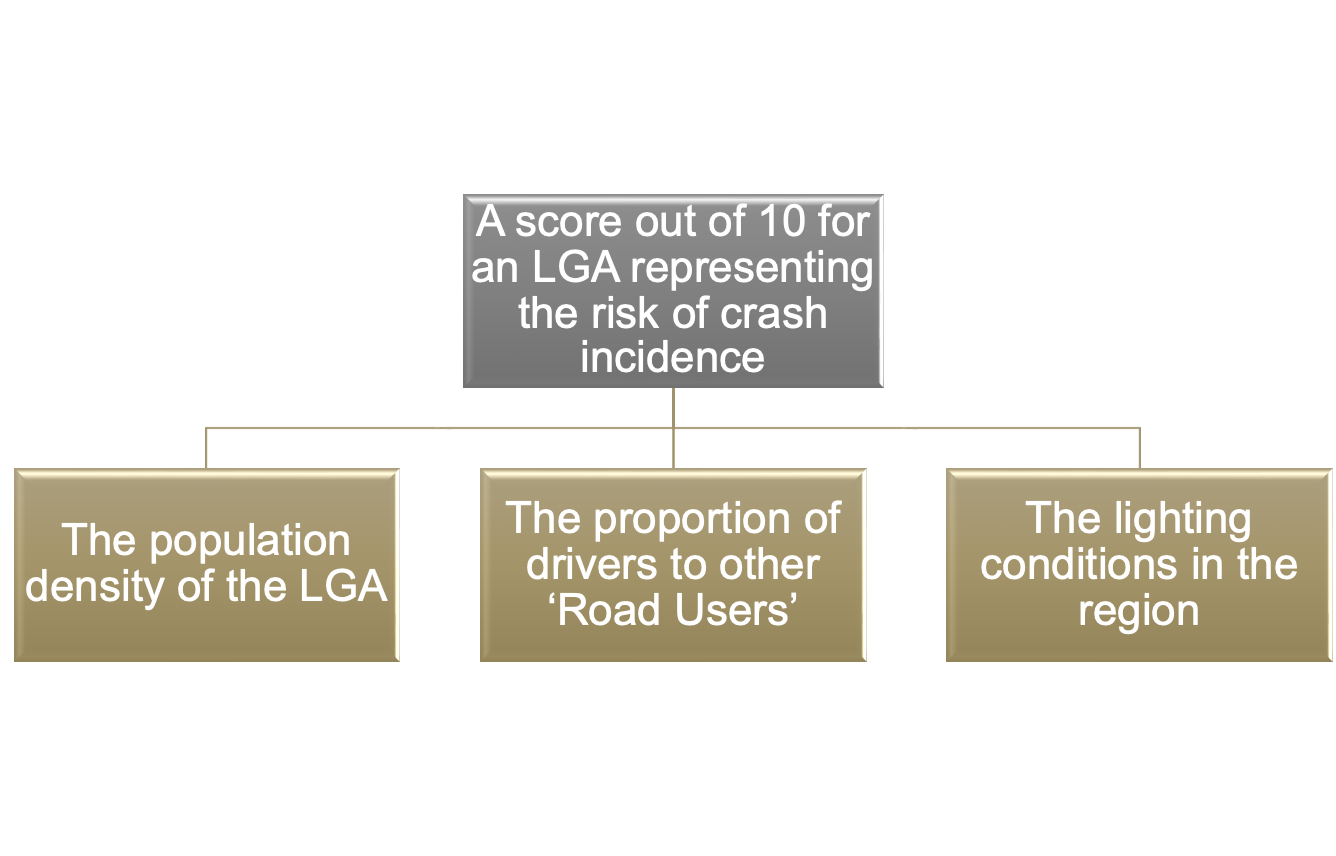 A score out of 10 for
an LGA representing
the risk of crash
incidence
The population
density of the LGA
The proportion of
drivers to other
‘Road Users’
The lighting
conditions in the
region